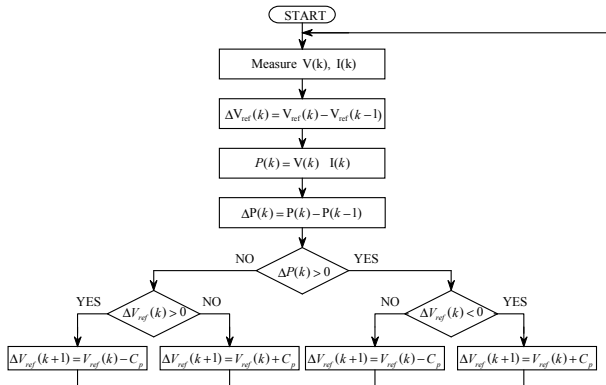 START
Measure V(k), I(k)
ΔV_ref(k) = V_ref(k) − V_ref(k−1)
P(k) = V(k) I(k)
ΔP(k) = P(k) − P(k−1)
NO
YES
ΔP(k) > 0
YES
NO
NO
YES
ΔV_ref(k) > 0
ΔV_ref(k) < 0
ΔV_ref(k+1) = V_ref(k) − C_p
ΔV_ref(k+1) = V_ref(k) + C_p
ΔV_ref(k+1) = V_ref(k) − C_p
ΔV_ref(k+1) = V_ref(k) + C_p